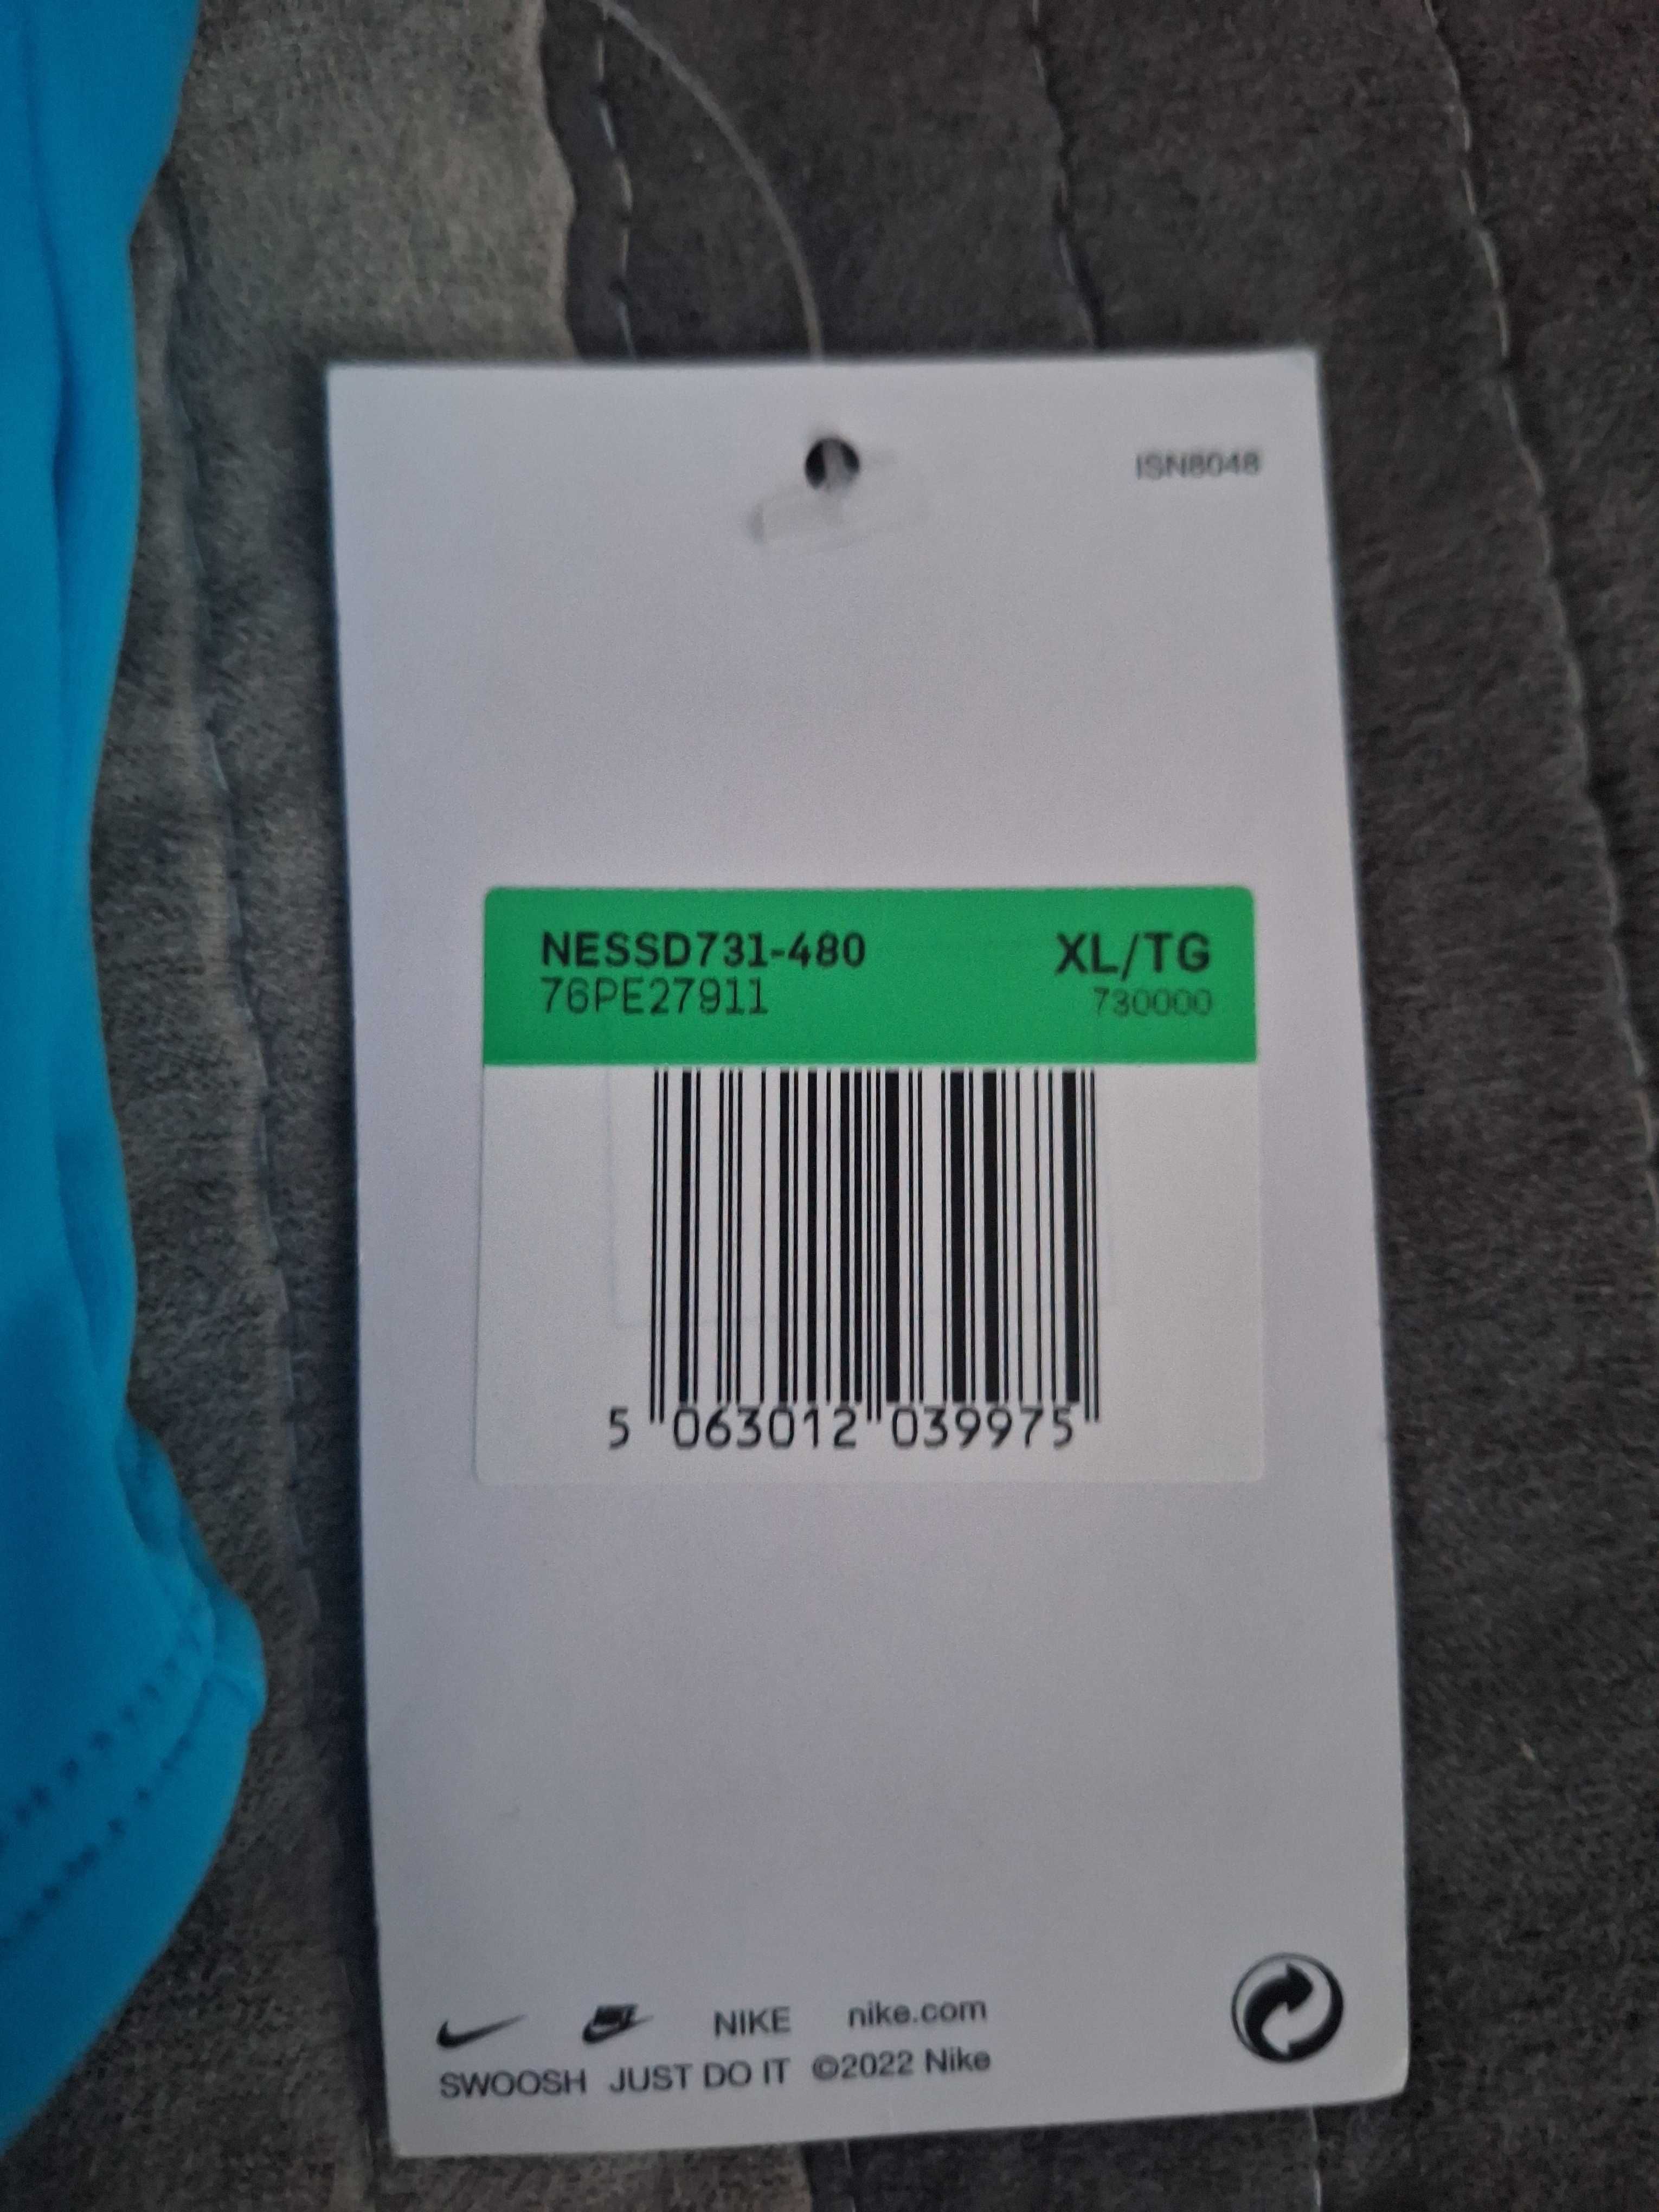 ISN8048
NESSD731-480 XL/TG
76PE27911 730000
5 063012 039975
NIKE nike.com
SWOOSH JUST DO IT ©2022 Nike